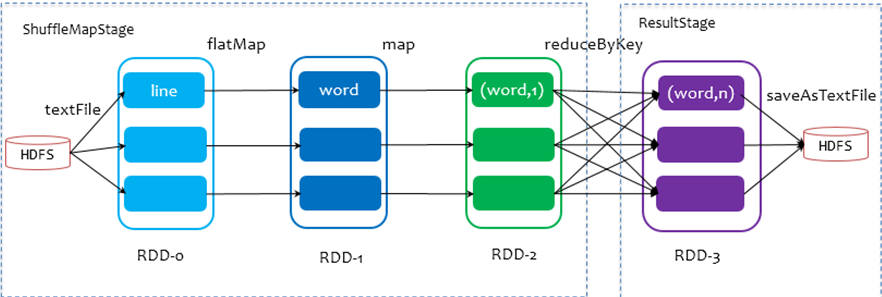 ShuffleMapStage
ResultStage
flatMap
map
reduceByKey
textFile
line
word
(word,1)
(word,n)
saveAsTextFile
HDFS
HDFS
RDD-0
RDD-1
RDD-2
RDD-3